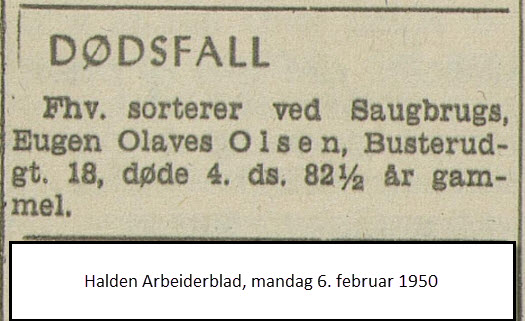 DØDSFALL
Fhv. sorterer ved Saugbrugs,
Eugen Olaves Olsen, Busterud-
gt. 18, døde 4. ds. 82½ år gam-
mel.
Halden Arbeiderblad, mandag 6. februar 1950